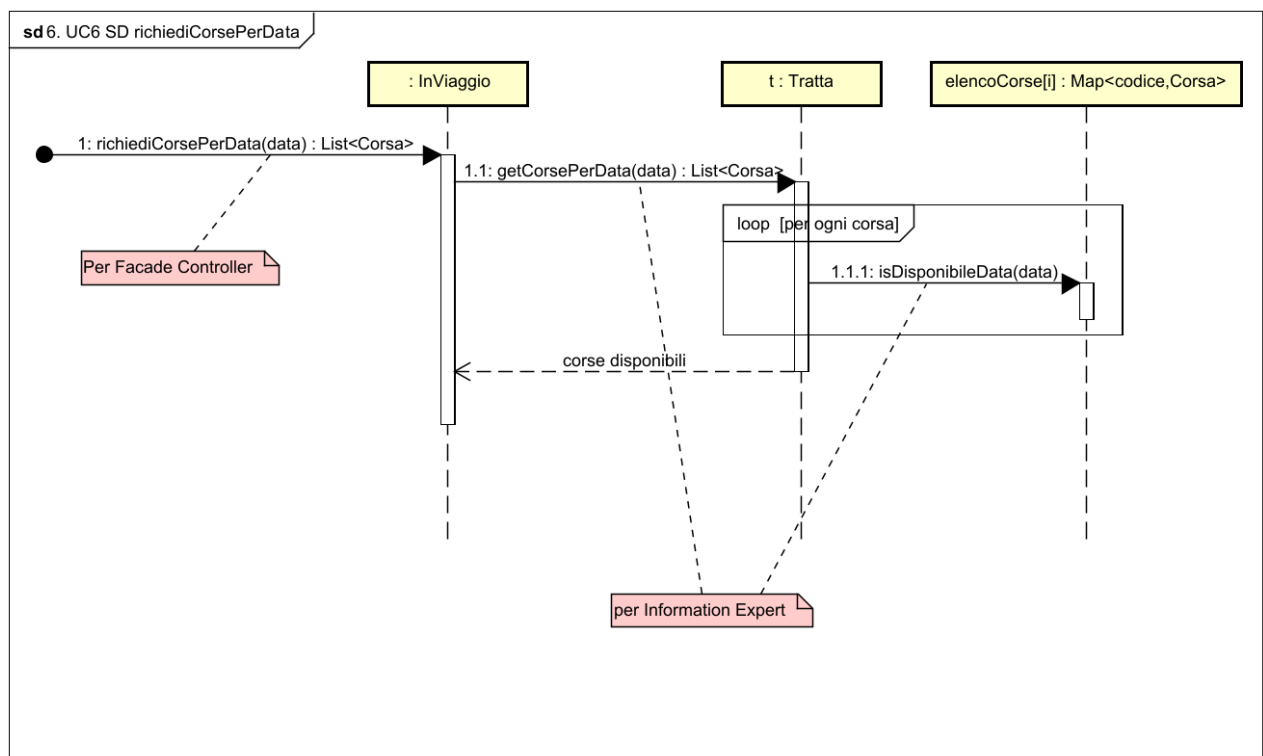 sd 6. UC6 SD richiediCorsePerData
: InViaggio
t : Tratta
elencoCorse[i] : Map<codice,Corsa>
1: richiediCorsePerData(data) : List<Corsa>
1.1: getCorsePerData(data) : List<Corsa>
loop [per ogni corsa]
Per Facade Controller
1.1.1: isDisponibileData(data)
corse disponibili
per Information Expert